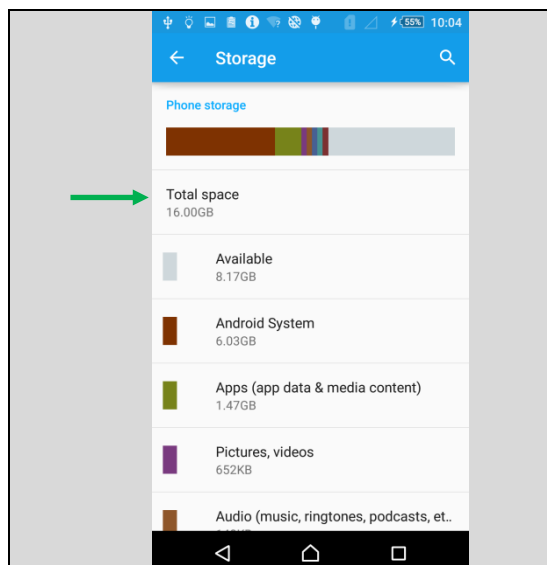 55% 10:04
Storage
Phone storage
Total space
16.00GB
Available
8.17GB
Android System
6.03GB
Apps (app data & media content)
1.47GB
Pictures, videos
652KB
Audio (music, ringtones, podcasts, et..